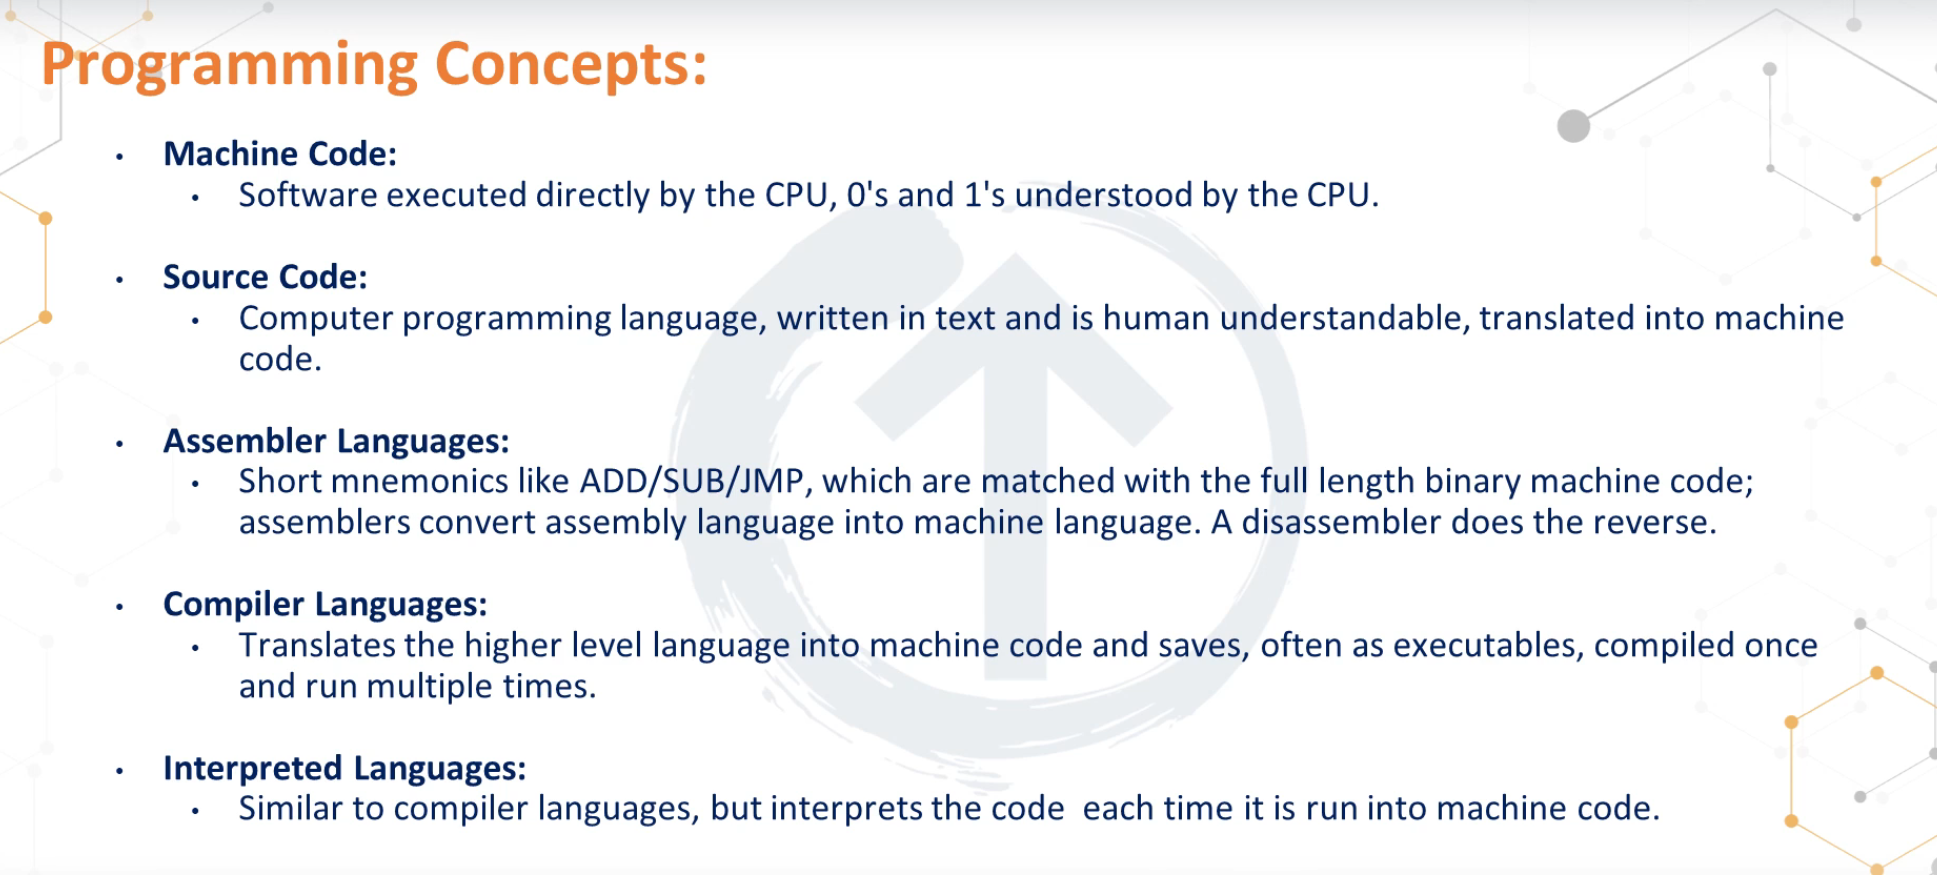 Programming Concepts:
• Machine Code:
• Software executed directly by the CPU, 0's and 1's understood by the CPU.
• Source Code:
• Computer programming language, written in text and is human understandable, translated into machine
code.
• Assembler Languages:
• Short mnemonics like ADD/SUB/JMP, which are matched with the full length binary machine code;
assemblers convert assembly language into machine language. A disassembler does the reverse.
• Compiler Languages:
• Translates the higher level language into machine code and saves, often as executables, compiled once
and run multiple times.
• Interpreted Languages:
• Similar to compiler languages, but interprets the code  each time it is run into machine code.